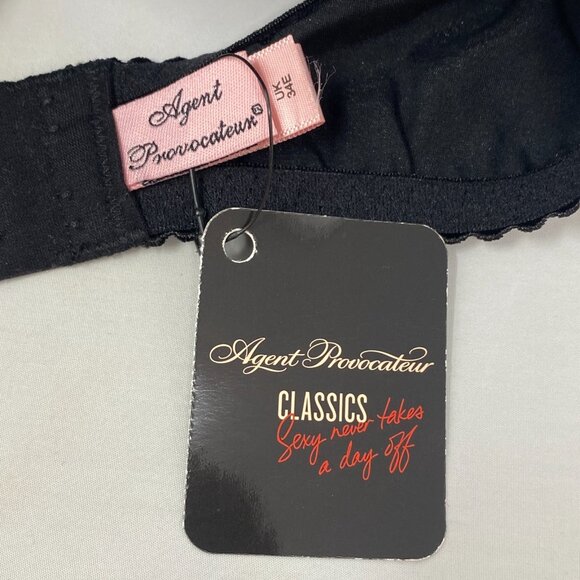 Agent
Provocateur®
UK
34E
Agent Provocateur
CLASSICS
Sexy never takes
a day off